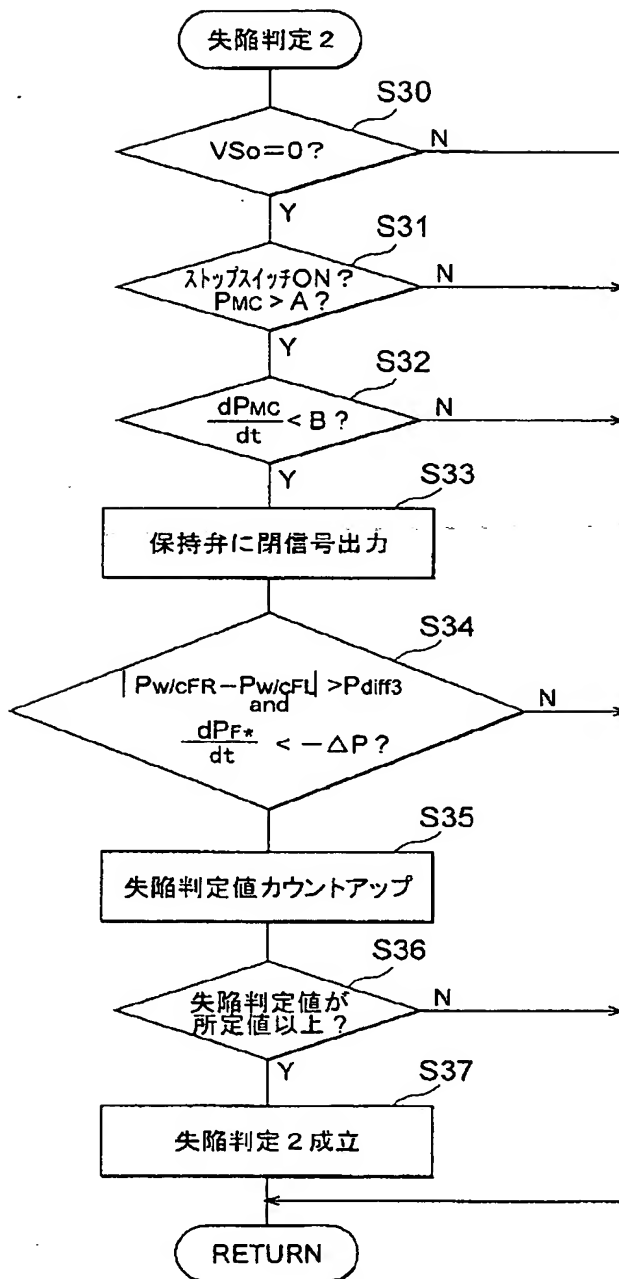 失陥判定2
S30
VSo=0?
N
Y
S31
ストップスイッチON?
PMC > A?
N
Y
S32
dPMC
dt
< B?
N
Y
S33
保持弁に閉信号出力
S34
|Pw/cFR−Pw/cFL|>Pdiff3
and
dPF*
dt
< −△P?
N
S35
失陥判定値カウントアップ
S36
失陥判定値が
所定値以上?
N
Y
S37
失陥判定2成立
RETURN